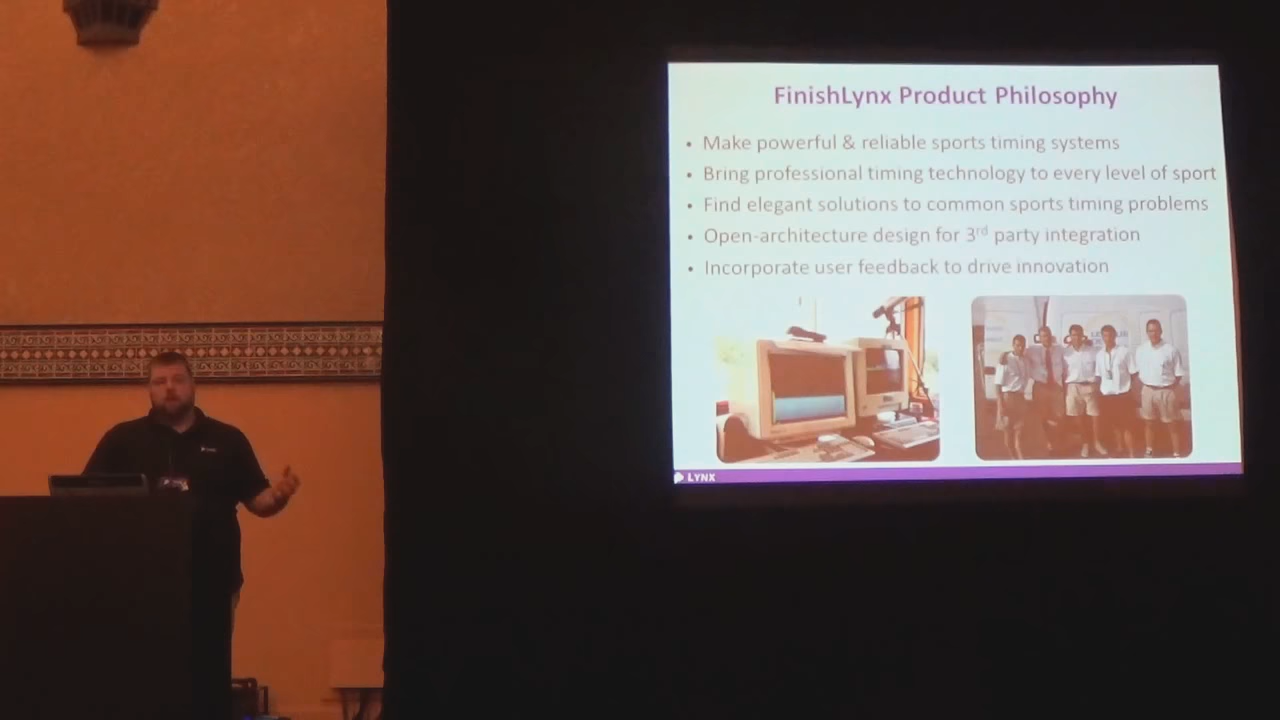 FinishLynx Product Philosophy
• Make powerful & reliable sports timing systems
• Bring professional timing technology to every level of sport
• Find elegant solutions to common sports timing problems
• Open-architecture design for 3rd party integration
• Incorporate user feedback to drive innovation
LYNX